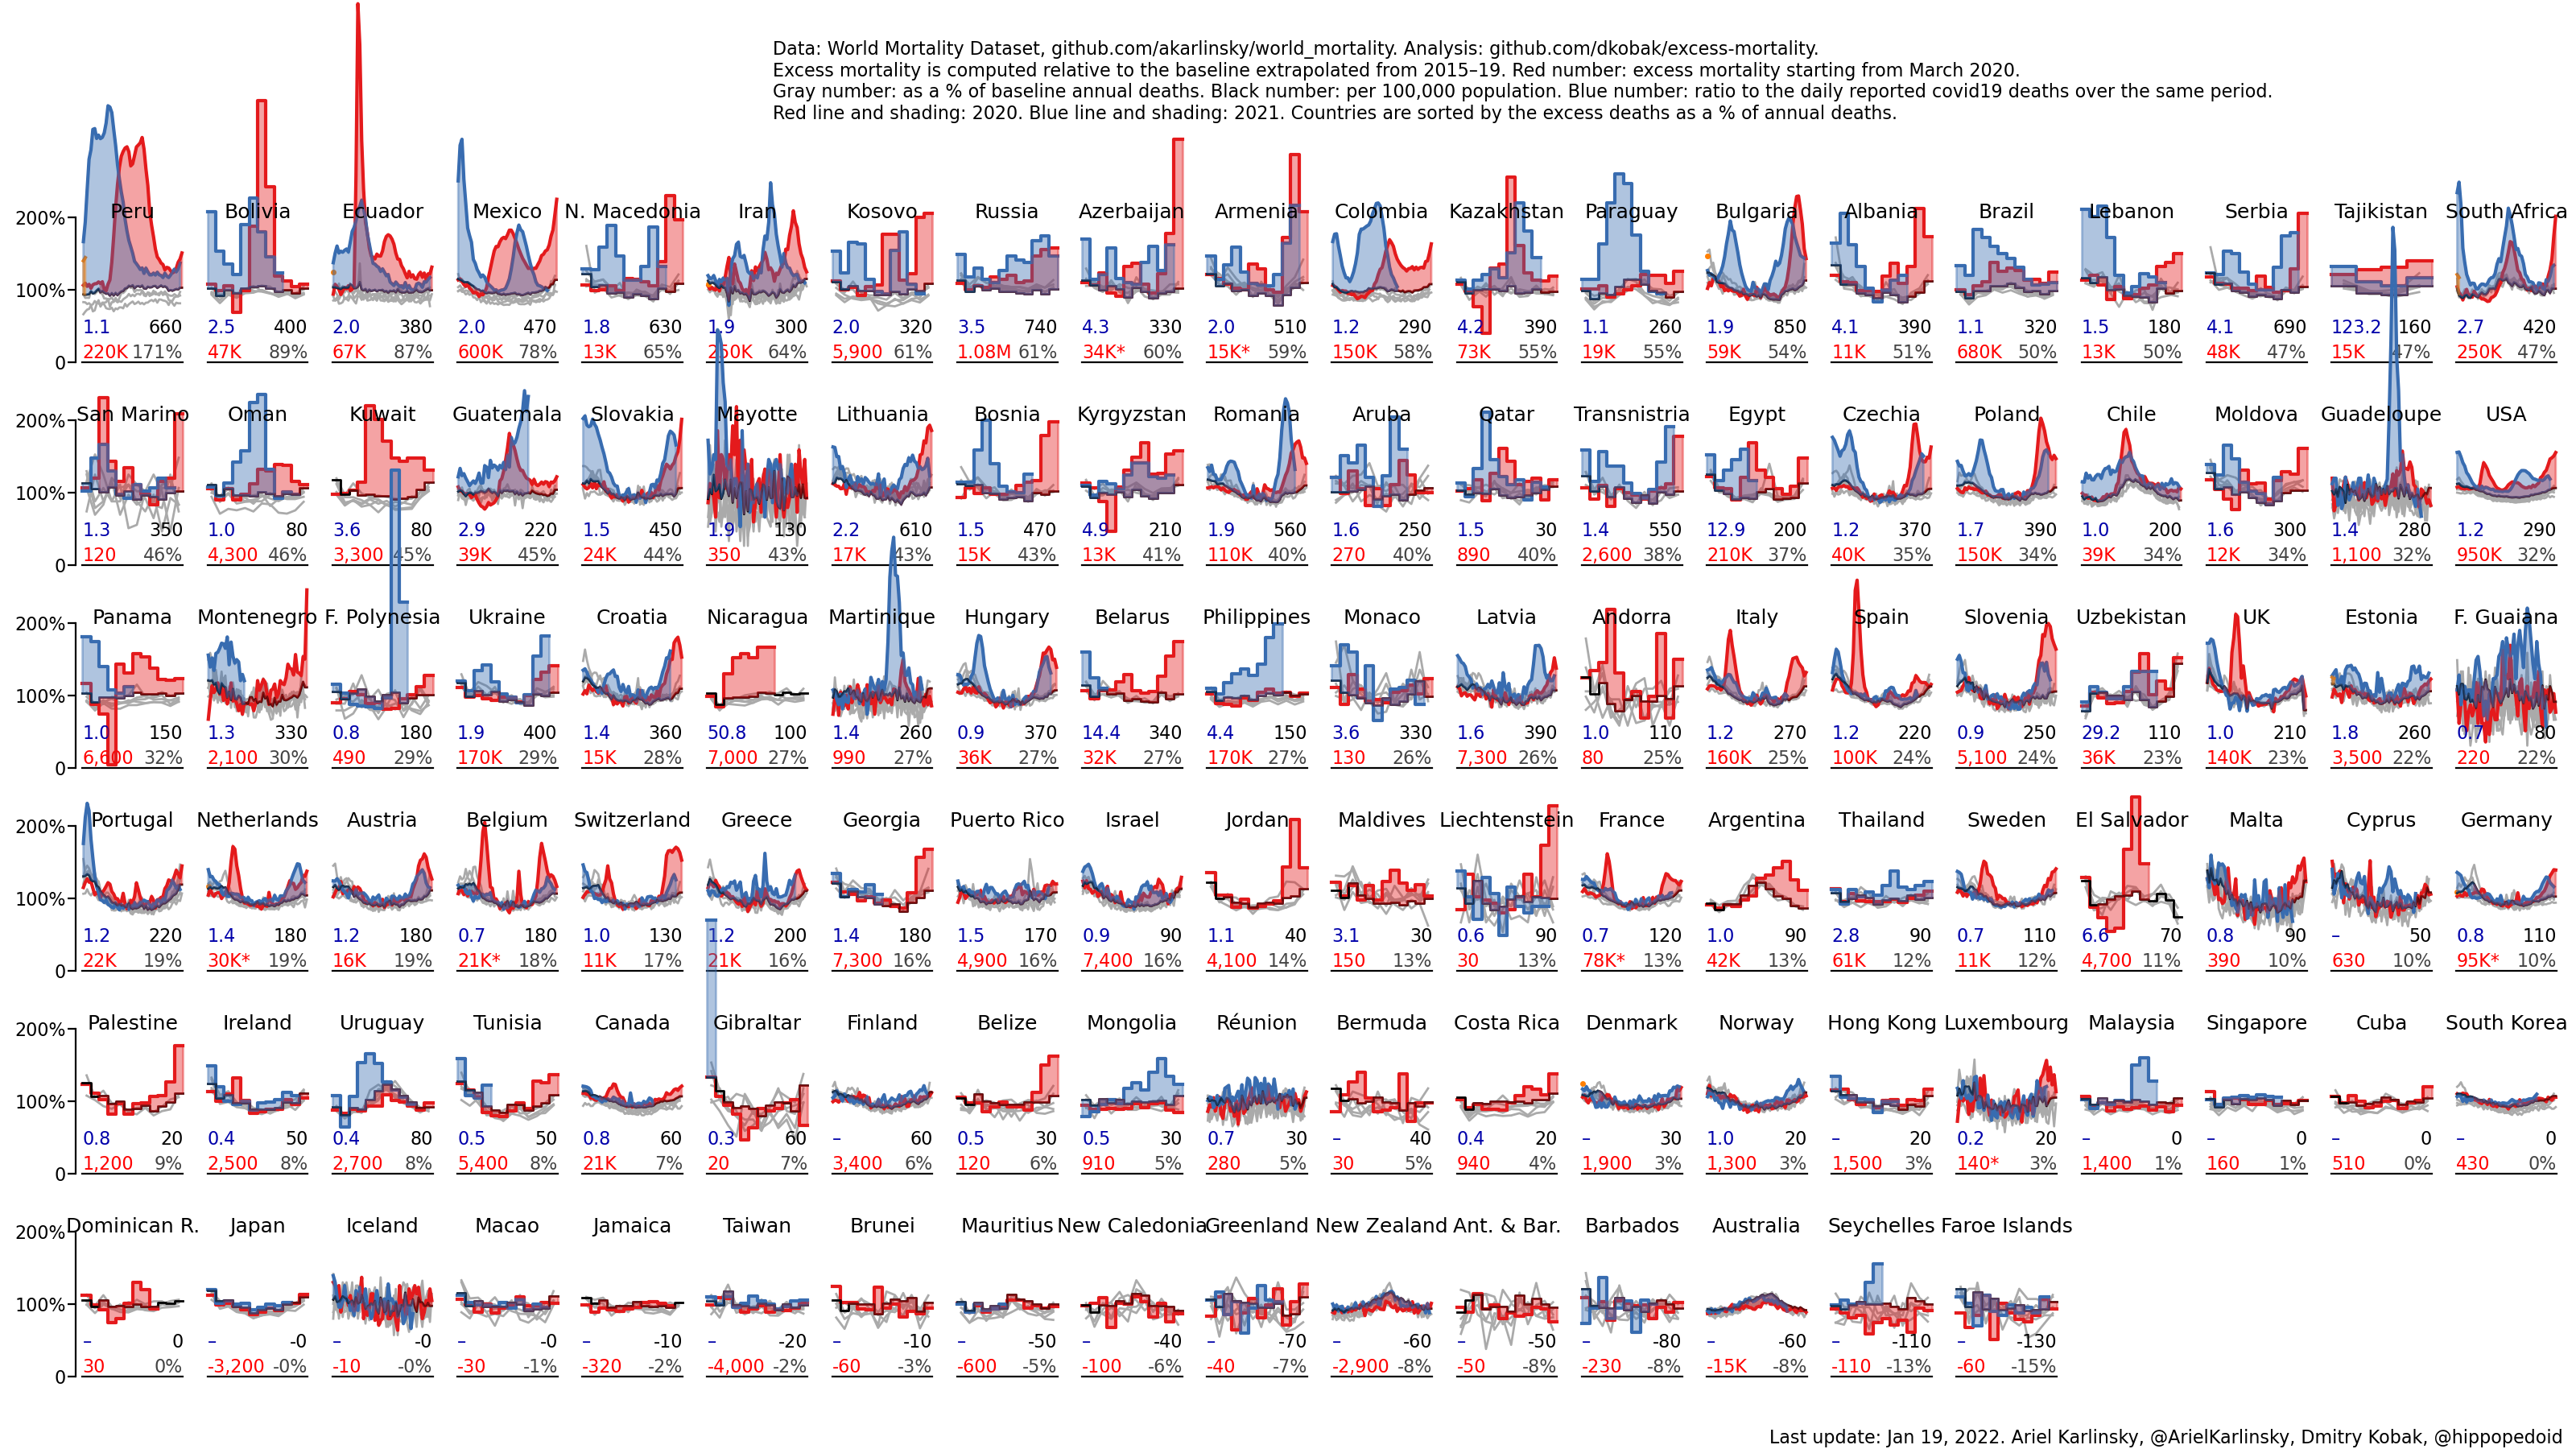 Data: World Mortality Dataset, github.com/akarlinsky/world_mortality. Analysis: github.com/dkobak/excess-mortality.
Excess mortality is computed relative to the baseline extrapolated from 2015–19. Red number: excess mortality starting from March 2020.
Gray number: as a % of baseline annual deaths. Black number: per 100,000 population. Blue number: ratio to the daily reported covid19 deaths over the same period.
Red line and shading: 2020. Blue line and shading: 2021. Countries are sorted by the excess deaths as a % of annual deaths.
200% Peru Bolivia Ecuador Mexico N. Macedonia Iran Kosovo Russia Azerbaijan Armenia Colombia Kazakhstan Paraguay Bulgaria Albania Brazil Lebanon Serbia Tajikistan South Africa
100%
1.1 660 2.5 400 2.0 380 2.0 470 1.8 630 1.9 300 2.0 320 3.5 740 4.3 330 2.0 510 1.2 290 4.2 390 1.1 260 1.9 850 4.1 390 1.1 320 1.5 180 4.1 690 123.2 160 2.7 420
0 220K 171% 47K 89% 67K 87% 600K 78% 13K 65% 250K 64% 5,900 61% 1.08M 61% 34K* 60% 15K* 59% 150K 58% 73K 55% 19K 55% 59K 54% 11K 51% 680K 50% 13K 50% 48K 47% 15K 47% 250K 47%
200% San Marino Oman Kuwait Guatemala Slovakia Mayotte Lithuania Bosnia Kyrgyzstan Romania Aruba Qatar Transnistria Egypt Czechia Poland Chile Moldova Guadeloupe USA
100%
1.3 350 1.0 80 3.6 80 2.9 220 1.5 450 1.9 130 2.2 610 1.5 470 4.9 210 1.9 560 1.6 250 1.5 30 1.4 550 12.9 200 1.2 370 1.7 390 1.0 200 1.6 300 1.4 280 1.2 290
0 120 46% 4,300 46% 3,300 45% 39K 45% 24K 44% 350 43% 17K 43% 15K 43% 13K 41% 110K 40% 270 40% 890 40% 2,600 38% 210K 37% 40K 35% 150K 34% 39K 34% 12K 34% 1,100 32% 950K 32%
200% Panama Montenegro F. Polynesia Ukraine Croatia Nicaragua Martinique Hungary Belarus Philippines Monaco Latvia Andorra Italy Spain Slovenia Uzbekistan UK Estonia F. Guaiana
100%
1.0 150 1.3 330 0.8 180 1.9 400 1.4 360 50.8 100 1.4 260 0.9 370 14.4 340 4.4 150 3.6 330 1.6 390 1.0 110 1.2 270 1.2 220 0.9 250 29.2 110 1.0 210 1.8 260 0.7 80
0 6,600 32% 2,100 30% 490 29% 170K 29% 15K 28% 7,000 27% 990 27% 36K 27% 32K 27% 170K 27% 130 26% 7,300 26% 80 25% 160K 25% 100K 24% 5,100 24% 36K 23% 140K 23% 3,500 22% 220 22%
200% Portugal Netherlands Austria Belgium Switzerland Greece Georgia Puerto Rico Israel Jordan Maldives Liechtenstein France Argentina Thailand Sweden El Salvador Malta Cyprus Germany
100%
1.2 220 1.4 180 1.2 180 0.7 180 1.0 130 1.2 200 1.4 180 1.5 170 0.9 90 1.1 40 3.1 30 0.6 90 0.7 120 1.0 90 2.8 90 0.7 110 6.6 70 0.8 90 – 50 0.8 110
0 22K 19% 30K* 19% 16K 19% 21K* 18% 11K 17% 21K 16% 7,300 16% 4,900 16% 7,400 16% 4,100 14% 150 13% 30 13% 78K* 13% 42K 13% 61K 12% 11K 12% 4,700 11% 390 10% 630 10% 95K* 10%
200% Palestine Ireland Uruguay Tunisia Canada Gibraltar Finland Belize Mongolia Réunion Bermuda Costa Rica Denmark Norway Hong Kong Luxembourg Malaysia Singapore Cuba South Korea
100%
0.8 20 0.4 50 0.4 80 0.5 50 0.8 60 0.3 60 – 60 0.5 30 0.5 30 0.7 30 – 40 0.4 20 – 30 1.0 20 – 20 0.2 20 – 0 – 0 – 0 – 0
0 1,200 9% 2,500 8% 2,700 8% 5,400 8% 21K 7% 20 7% 3,400 6% 120 6% 910 5% 280 5% 30 5% 940 4% 1,900 3% 1,300 3% 1,500 3% 140* 3% 1,400 1% 160 1% 510 0% 430 0%
200% Dominican R. Japan Iceland Macao Jamaica Taiwan Brunei Mauritius New Caledonia Greenland New Zealand Ant. & Bar. Barbados Australia Seychelles Faroe Islands
100%
– 0 – -0 – -0 – -0 – -10 – -20 – -10 – -50 – -40 – -70 – -60 – -50 – -80 – -60 – -110 – -130
0 30 0% -3,200 -0% -10 -0% -30 -1% -320 -2% -4,000 -2% -60 -3% -600 -5% -100 -6% -40 -7% -2,900 -8% -50 -8% -230 -8% -15K -8% -110 -13% -60 -15%
Last update: Jan 19, 2022. Ariel Karlinsky, @ArielKarlinsky, Dmitry Kobak, @hippopedoid